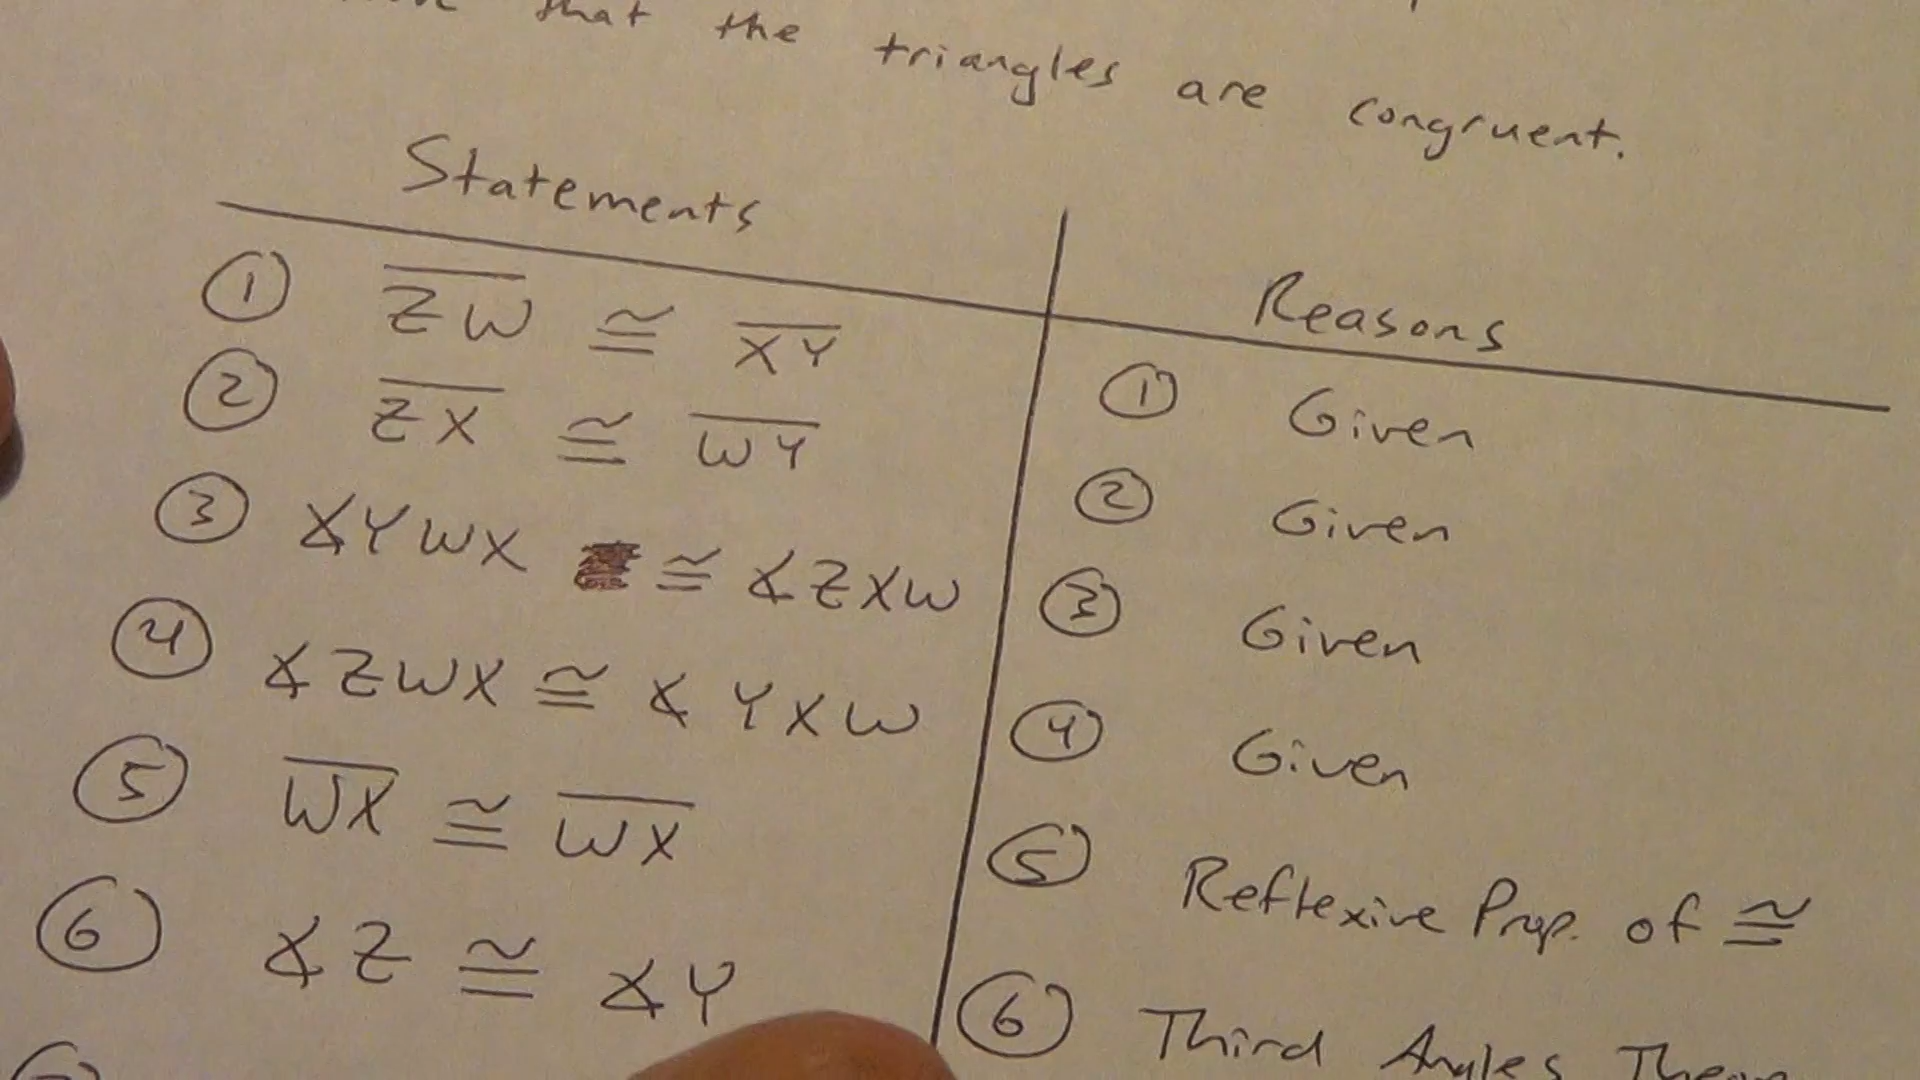 that the triangles are congruent.
Statements
Reasons
① ZW ≅ XY
① Given
② ZX ≅ WY
② Given
③ ∡YWX ≅ ∡ZXW
③ Given
④ ∡ZWX ≅ ∡YXW
④ Given
⑤ WX ≅ WX
⑤ Reflexive Prop. of ≅
⑥ ∡Z ≅ ∡Y
⑥ Third Angles